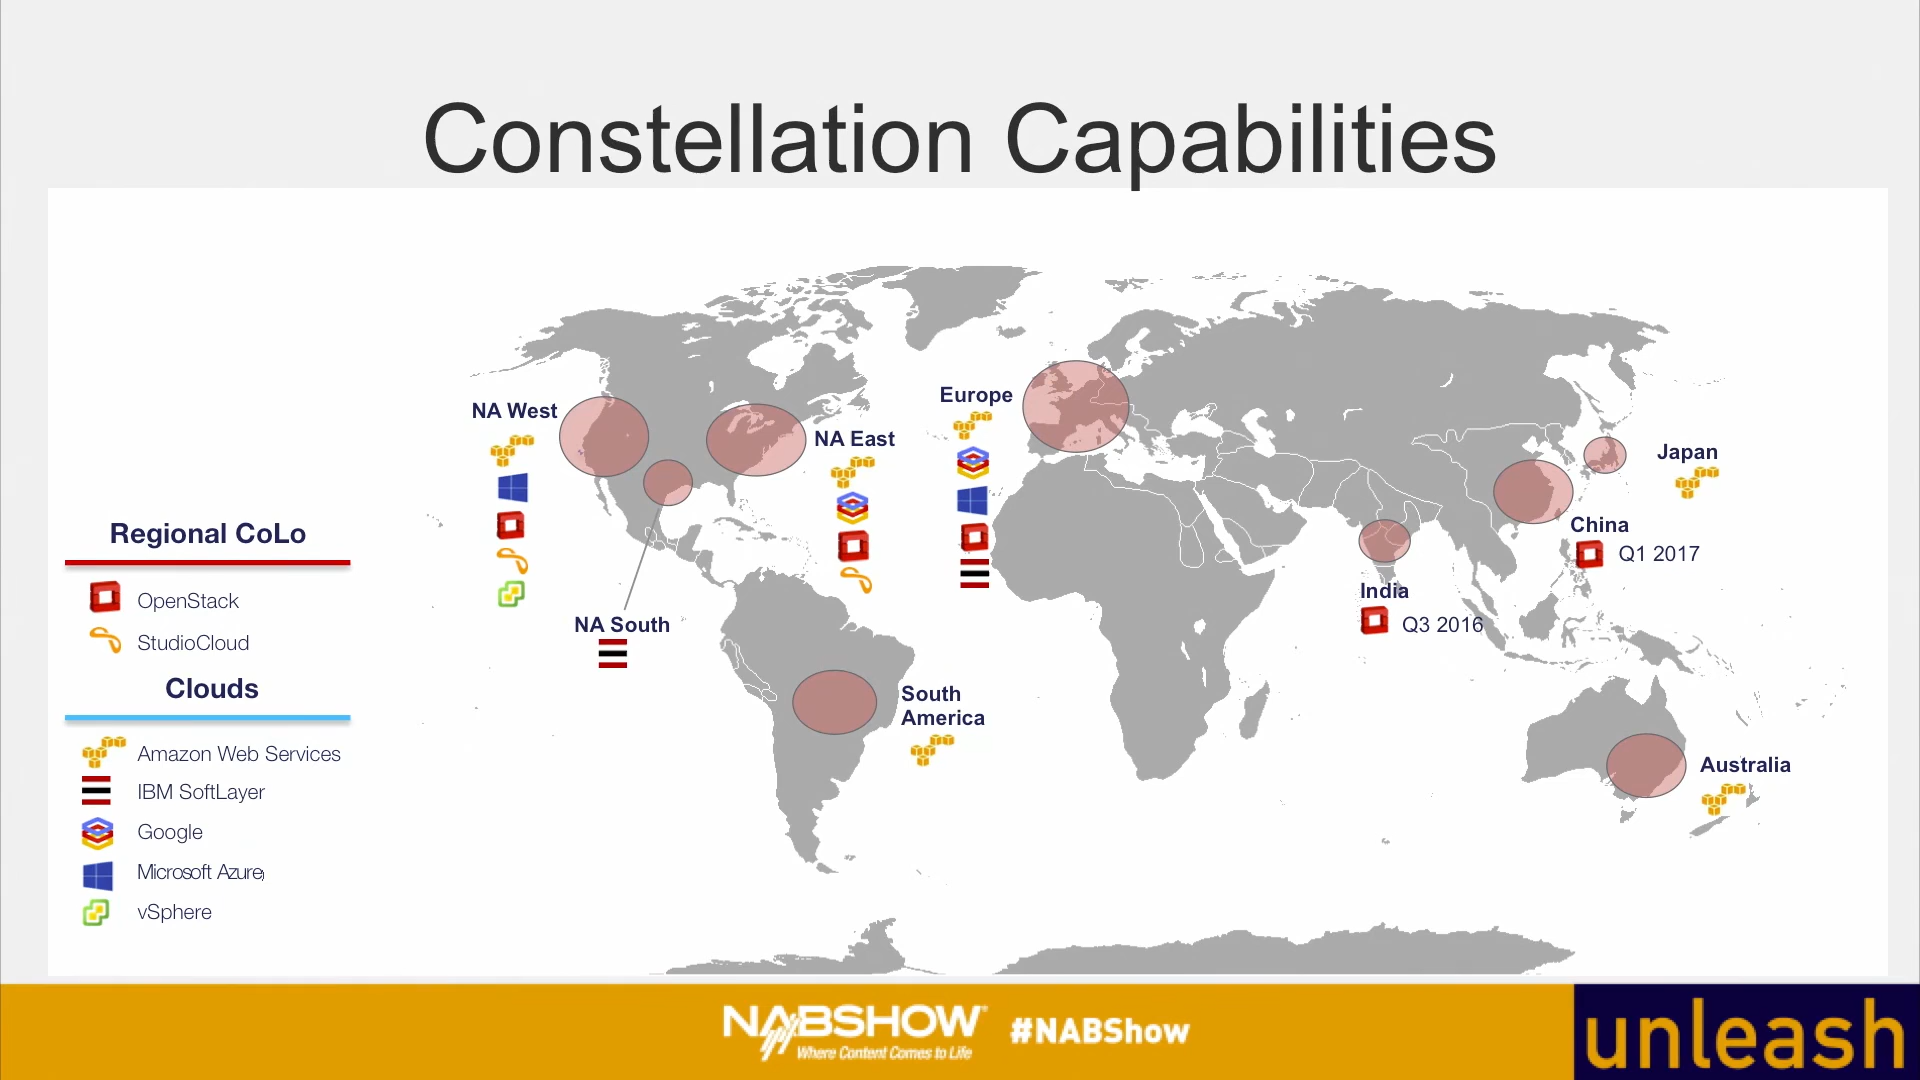 Constellation Capabilities
NA West
NA East
Europe
Japan
China
Q1 2017
India
Q3 2016
NA South
South
America
Australia
Regional CoLo
OpenStack
StudioCloud
Clouds
Amazon Web Services
IBM SoftLayer
Google
Microsoft Azure,
vSphere
NABSHOW
Where Content Comes to Life
#NABShow
unleash